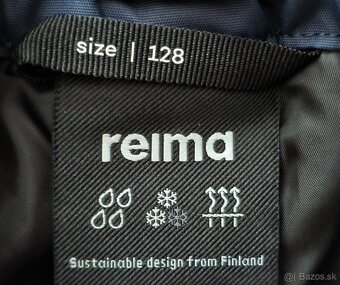 size | 128
reima
Sustainable design from Finland
© Bazos.sk